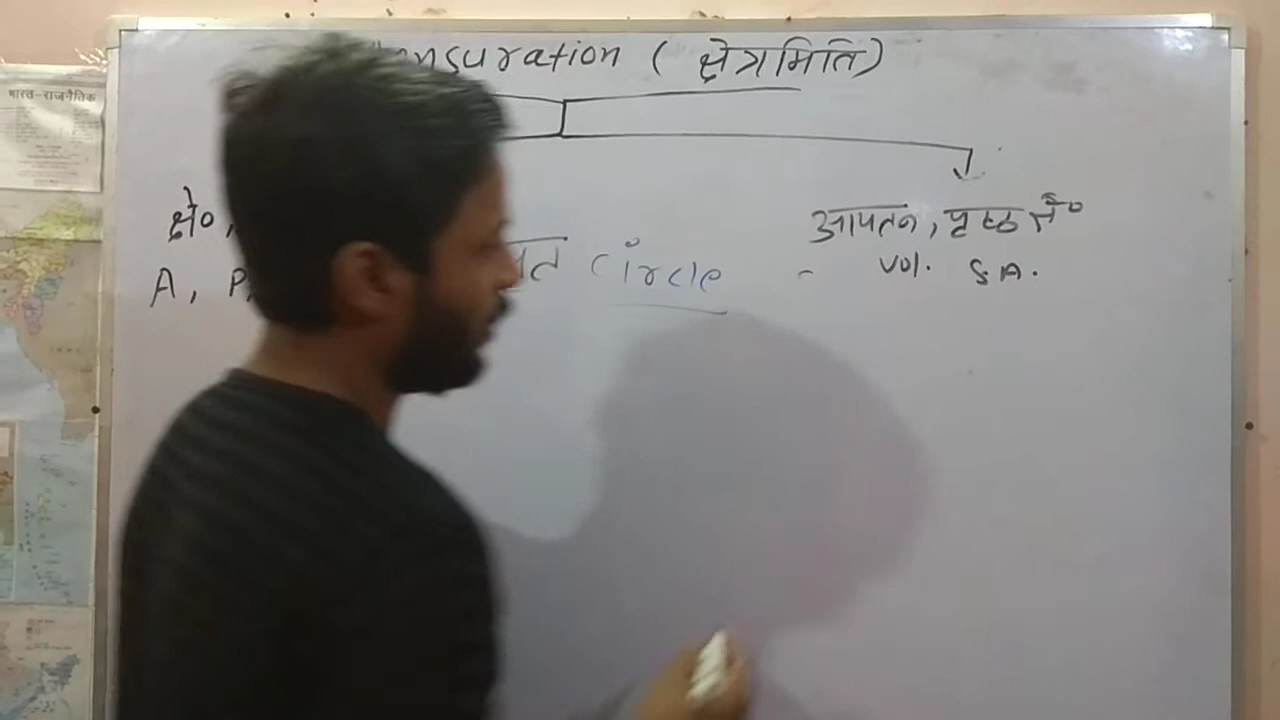 भारत-राजनैतिक
nsuration ( क्षेत्रमिति )
क्षे०,
आयतन, पृष्ठ क्षे०
A, P,
त circle
vol. S.A.